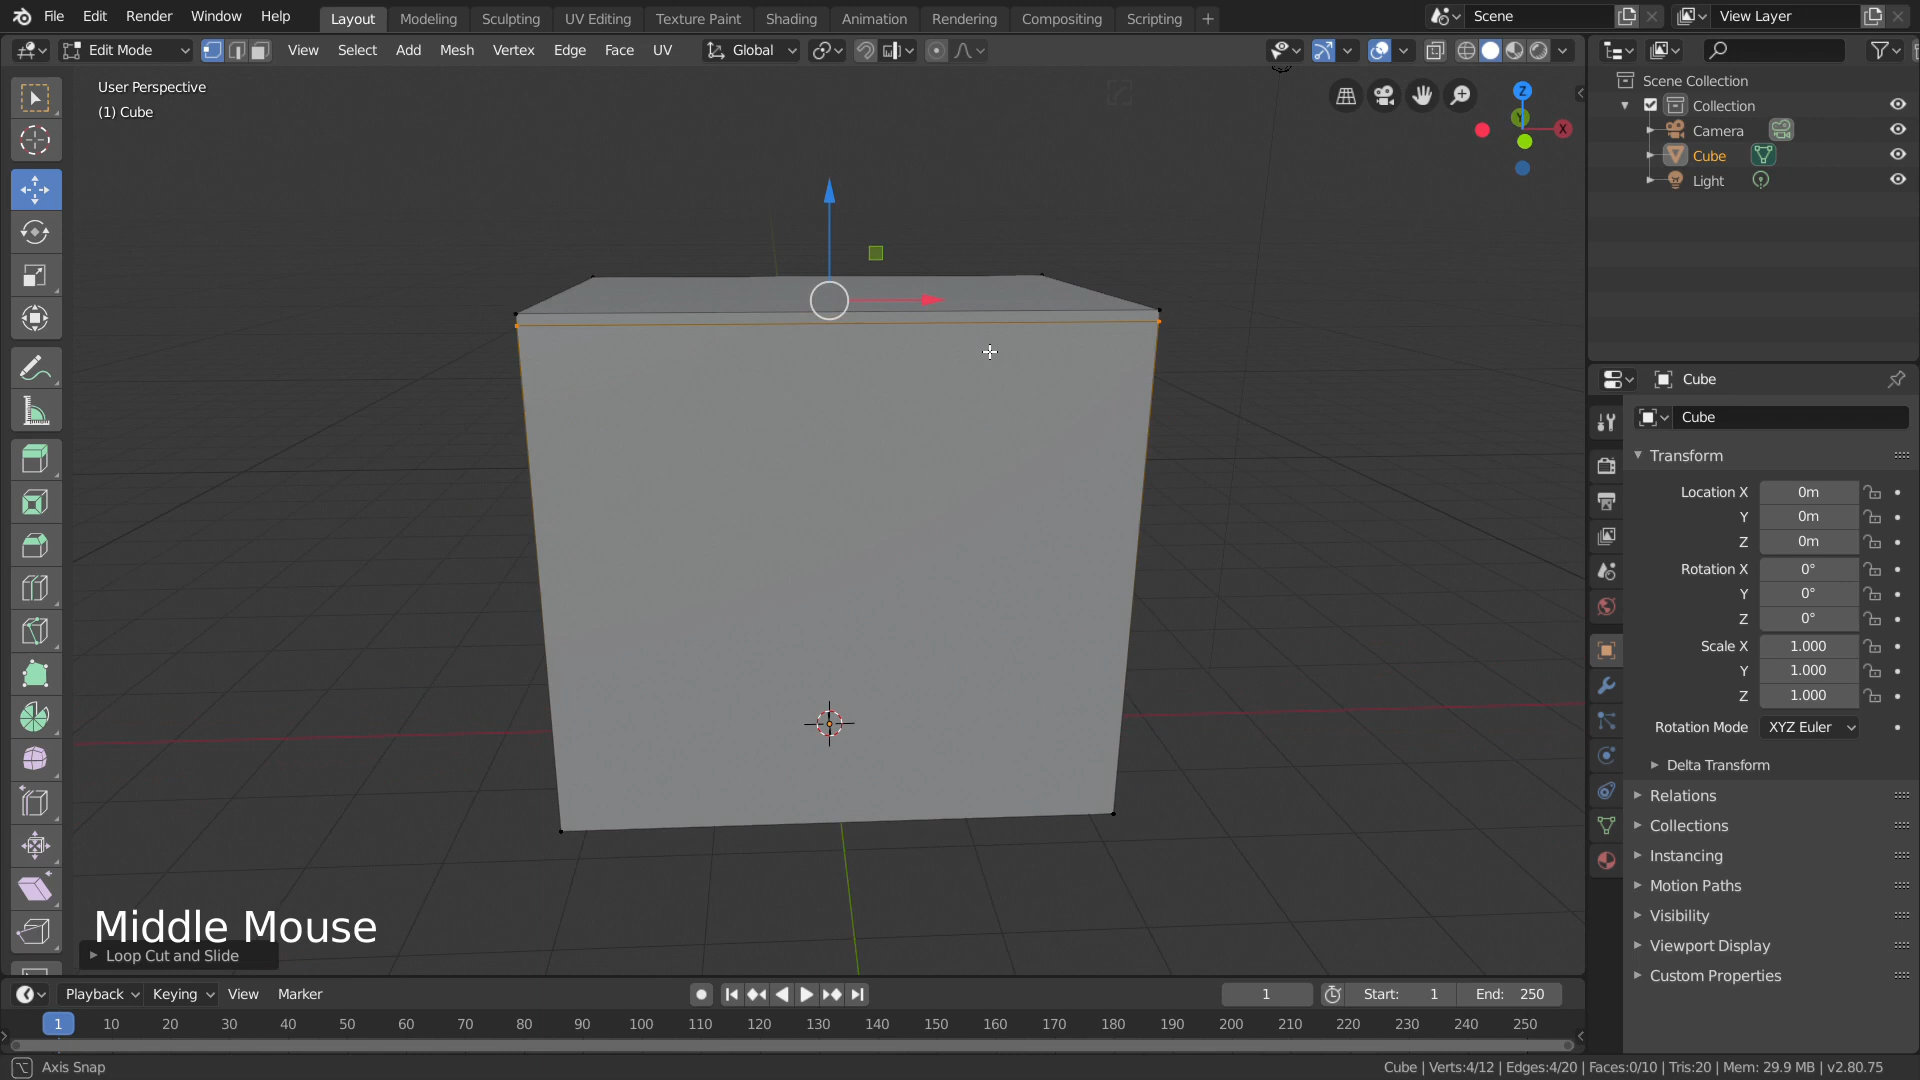 File Edit Render Window Help Layout Modeling Sculpting UV Editing Texture Paint Shading Animation Rendering Compositing Scripting + Scene View Layer
Edit Mode View Select Add Mesh Vertex Edge Face UV Global
User Perspective
(1) Cube
Z
Y
X
Scene Collection
Collection
Camera
Cube
Light
Cube
Cube
Transform
Location X 0m
Y 0m
Z 0m
Rotation X 0°
Y 0°
Z 0°
Scale X 1.000
Y 1.000
Z 1.000
Rotation Mode XYZ Euler
Delta Transform
Relations
Collections
Instancing
Motion Paths
Visibility
Viewport Display
Custom Properties
Middle Mouse
Loop Cut and Slide
Playback Keying View Marker 1 Start: 1 End: 250
1 10 20 30 40 50 60 70 80 90 100 110 120 130 140 150 160 170 180 190 200 210 220 230 240 250
Axis Snap
Cube | Verts:4/12 | Edges:4/20 | Faces:0/10 | Tris:20 | Mem: 29.9 MB | v2.80.75